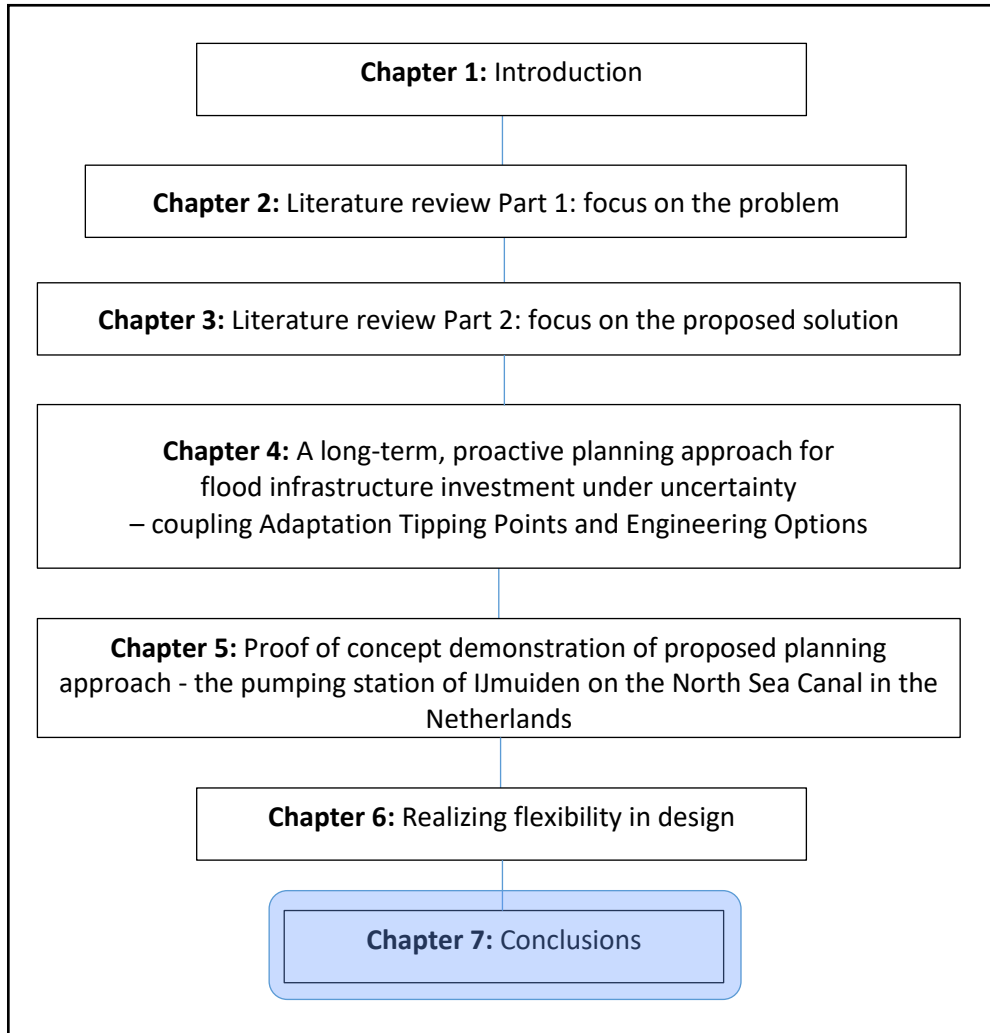 Chapter 1: Introduction
Chapter 2: Literature review Part 1: focus on the problem
Chapter 3: Literature review Part 2: focus on the proposed solution
Chapter 4: A long-term, proactive planning approach for
flood infrastructure investment under uncertainty
– coupling Adaptation Tipping Points and Engineering Options
Chapter 5: Proof of concept demonstration of proposed planning
approach - the pumping station of IJmuiden on the North Sea Canal in the
Netherlands
Chapter 6: Realizing flexibility in design
Chapter 7: Conclusions